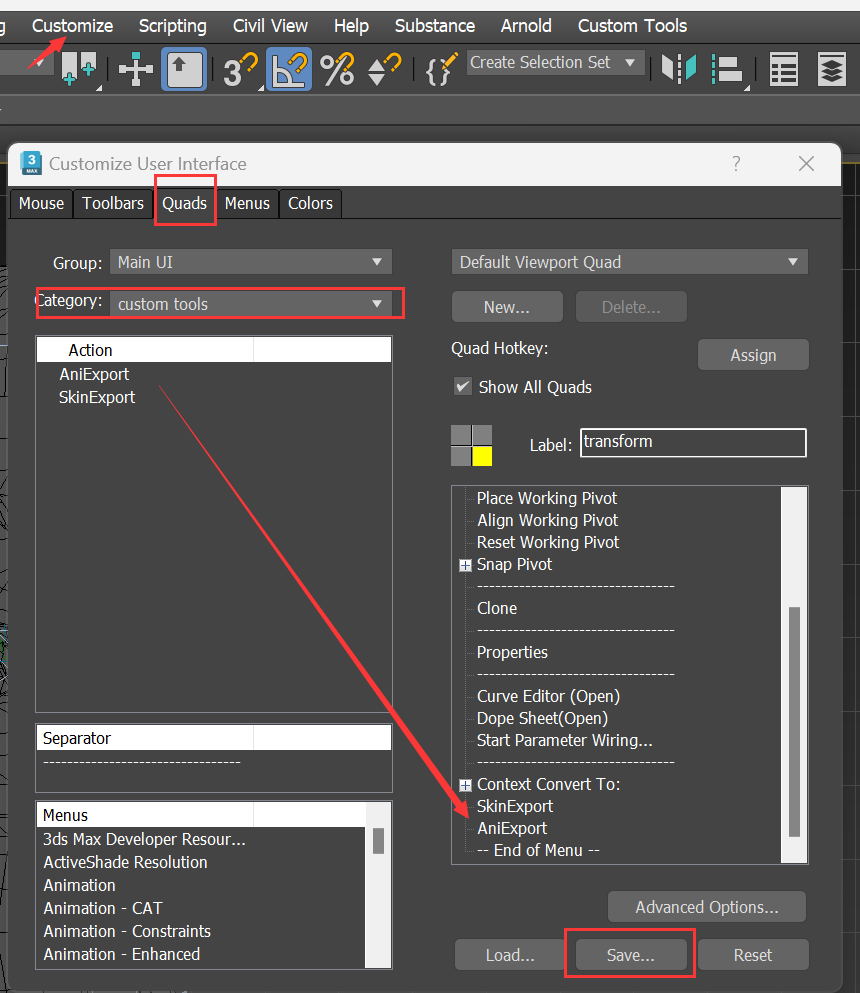 g Customize Scripting Civil View Help Substance Arnold Custom Tools
3 % {} Create Selection Set
3 MAX Customize User Interface ?
Mouse Toolbars Quads Menus Colors
Group: Main UI
Category: custom tools
Action
AniExport
SkinExport
Separator
---------------------------------
Menus
3ds Max Developer Resour...
ActiveShade Resolution
Animation
Animation - CAT
Animation - Constraints
Animation - Enhanced
Default Viewport Quad
New... Delete...
Quad Hotkey:
Assign
Show All Quads
Label: transform
Place Working Pivot
Align Working Pivot
Reset Working Pivot
Snap Pivot
---------------------------------
Clone
---------------------------------
Properties
---------------------------------
Curve Editor (Open)
Dope Sheet(Open)
Start Parameter Wiring...
---------------------------------
Context Convert To:
SkinExport
AniExport
-- End of Menu --
Advanced Options...
Load... Save... Reset